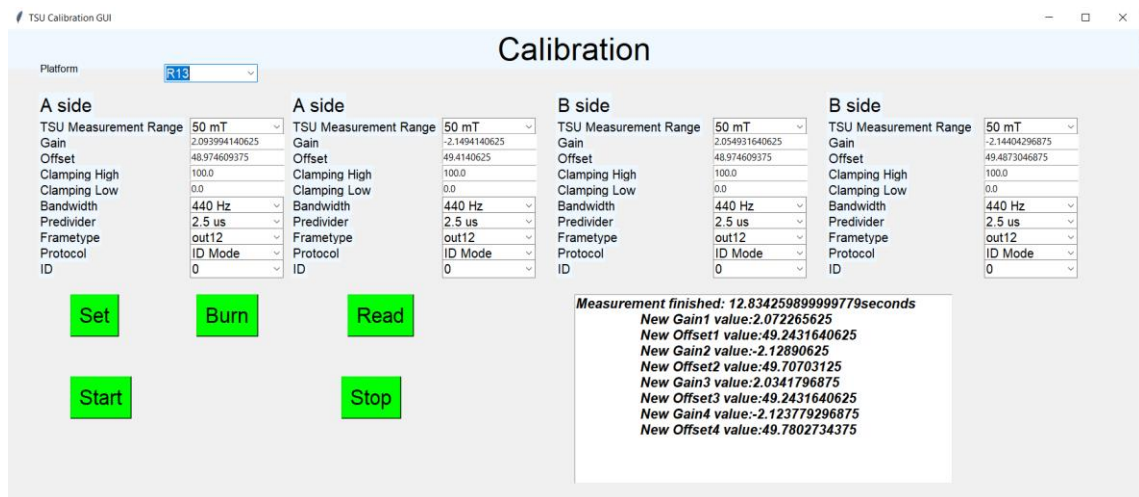 TSU Calibration GUI
Calibration
Platform R13
A side A side B side B side
TSU Measurement Range 50 mT TSU Measurement Range 50 mT TSU Measurement Range 50 mT TSU Measurement Range 50 mT
Gain 2.093994140625 Gain -2.1494140625 Gain 2.054931640625 Gain -2.14404296875
Offset 48.974609375 Offset 49.4140625 Offset 48.974609375 Offset 49.4873046875
Clamping High 100.0 Clamping High 100.0 Clamping High 100.0 Clamping High 100.0
Clamping Low 0.0 Clamping Low 0.0 Clamping Low 0.0 Clamping Low 0.0
Bandwidth 440 Hz Bandwidth 440 Hz Bandwidth 440 Hz Bandwidth 440 Hz
Predivider 2.5 us Predivider 2.5 us Predivider 2.5 us Predivider 2.5 us
Frametype out12 Frametype out12 Frametype out12 Frametype out12
Protocol ID Mode Protocol ID Mode Protocol ID Mode Protocol ID Mode
ID 0 ID 0 ID 0 ID 0
Set Burn Read
Start Stop
Measurement finished: 12.834259899999779seconds
New Gain1 value:2.072265625
New Offset1 value:49.2431640625
New Gain2 value:-2.12890625
New Offset2 value:49.70703125
New Gain3 value:2.0341796875
New Offset3 value:49.2431640625
New Gain4 value:-2.123779296875
New Offset4 value:49.7802734375